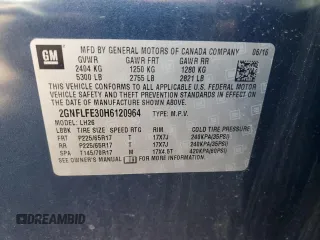 GM
MFD BY GENERAL MOTORS OF CANADA COMPANY 06/16
GVWR GAWR FRT GAWR RR
2404 KG 1250 KG 1280 KG
5300 LB 2755 LB 2821 LB
THIS VEHICLE CONFORMS TO ALL APPLICABLE U.S. FEDERAL MOTOR
VEHICLE SAFETY AND THEFT PREVENTION STANDARDS IN
EFFECT ON THE DATE OF MANUFACTURE SHOWN ABOVE.
2GNFLFE30H6120964 TYPE: M.P.V.
MODEL: LH26
TIRE SIZE SPEED RTG RIM COLD TIRE PRESSURE
FRT P225/65R17 T 17X7J 240KPA(35PSI)
RR P225/65R17 T 17X7J 240KPA(35PSI)
SPA T145/70R17 M 17X4.0T 420KPA(60PSI)
SEE OWNER'S MANUAL FOR MORE INFORMATION.
© AUTOBIDMASTER